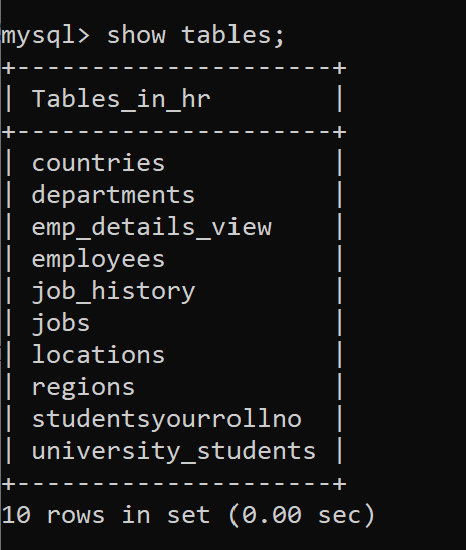 mysql> show tables;
+---------------------+
| Tables_in_hr        |
+---------------------+
| countries           |
| departments         |
| emp_details_view    |
| employees           |
| job_history         |
| jobs                |
| locations           |
| regions             |
| studentsyourrollno  |
| university_students |
+---------------------+
10 rows in set (0.00 sec)